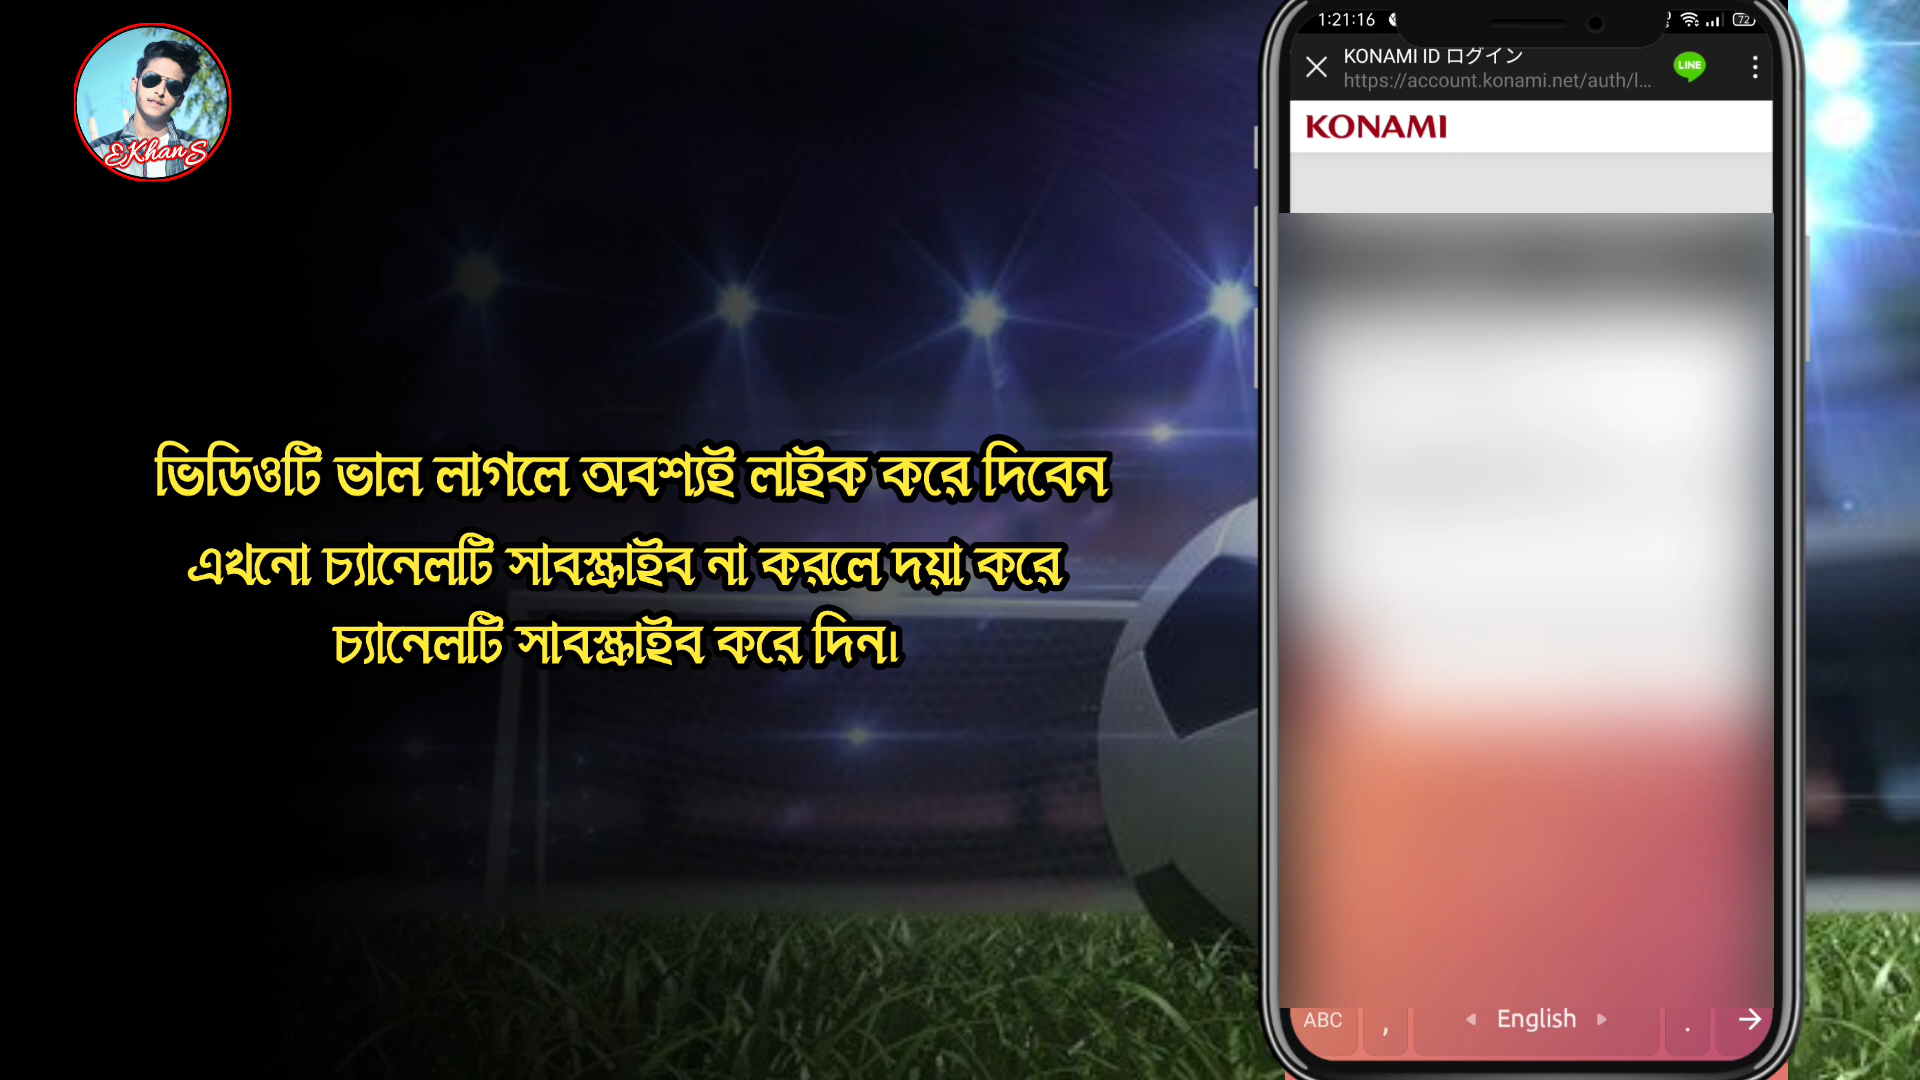 EKhanS
ভিডিওটি ভাল লাগলে অবশ্যই লাইক করে দিবেন
এখনো চ্যানেলটি সাবস্ক্রাইব না করলে দয়া করে
চ্যানেলটি সাবস্ক্রাইব করে দিন।
1:21:16
72
KONAMI ID ログイン
https://account.konami.net/auth/l...
LINE
KONAMI
ABC , English .